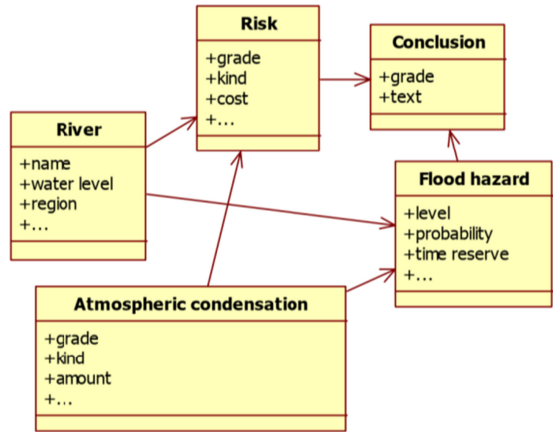 Risk
+grade
+kind
+cost
+...
Conclusion
+grade
+text
River
+name
+water level
+region
+...
Flood hazard
+level
+probability
+time reserve
+...
Atmospheric condensation
+grade
+kind
+amount
+...